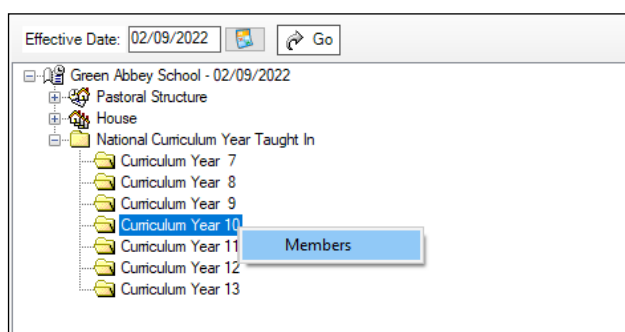 Effective Date: 02/09/2022 Go
Green Abbey School - 02/09/2022
Pastoral Structure
House
National Curriculum Year Taught In
Curriculum Year 7
Curriculum Year 8
Curriculum Year 9
Curriculum Year 10
Curriculum Year 11 Members
Curriculum Year 12
Curriculum Year 13